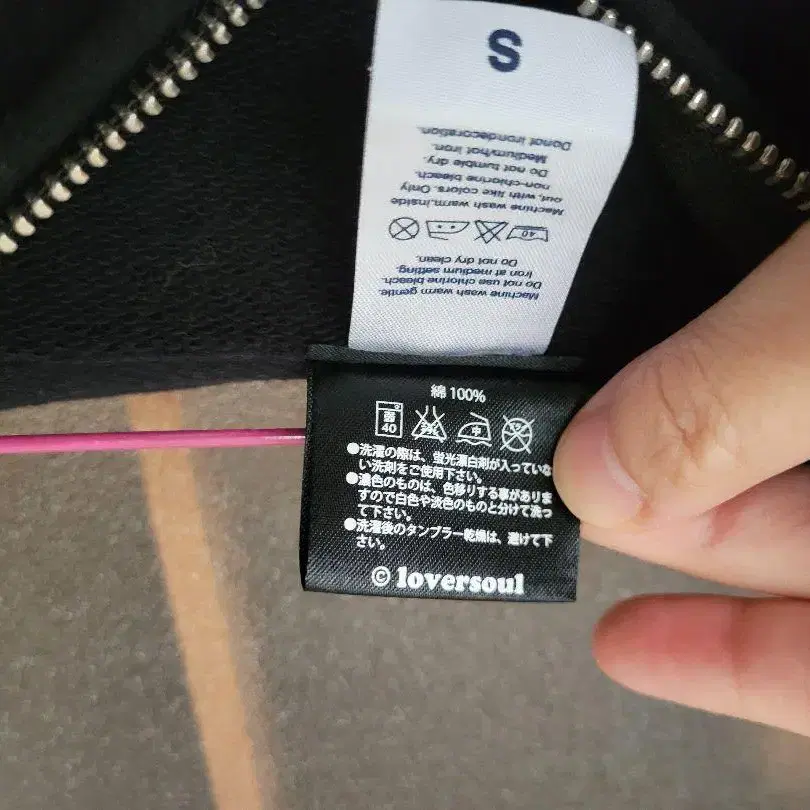 Machine wash warm gentle.
Do not use chlorine bleach.
Iron at medium setting.
Do not dry clean.
40
Machine wash warm.inside
out, with like colors. Only
non-chlorine bleach.
Do not tumble dry.
Medium/hot iron.
Donot irondecoration.
S
綿 100%
40 中
●洗濯の際は、蛍光漂白剤が入っていな
い洗剤をご使用下さい。
●濃色のものは、色移りする事がありま
すので白色や淡色のものと分けて洗っ
て下さい。
●洗濯後のタンブラー乾燥は、避けて下
さい。
© loversoul